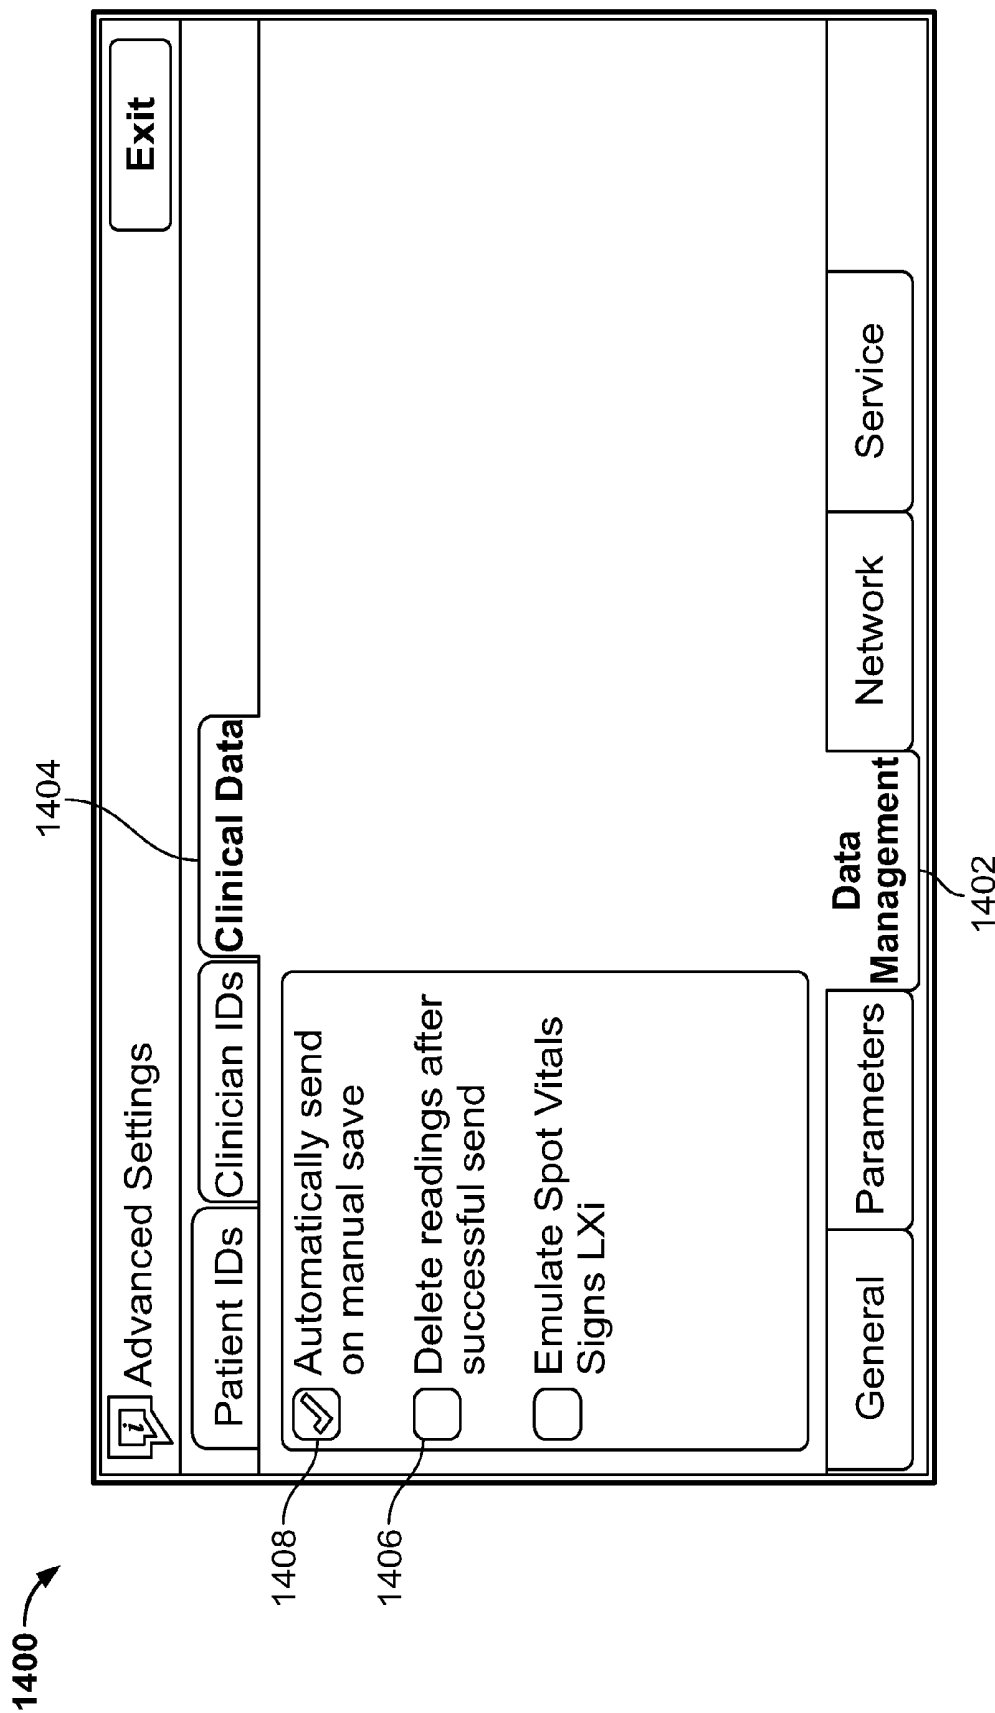 1400
Advanced Settings
Exit
1404
Patient IDs
Clinician IDs
Clinical Data
1408
Automatically send
on manual save
1406
Delete readings after
successful send
Emulate Spot Vitals
Signs LXi
General
Parameters
Data
Management
Network
Service
1402